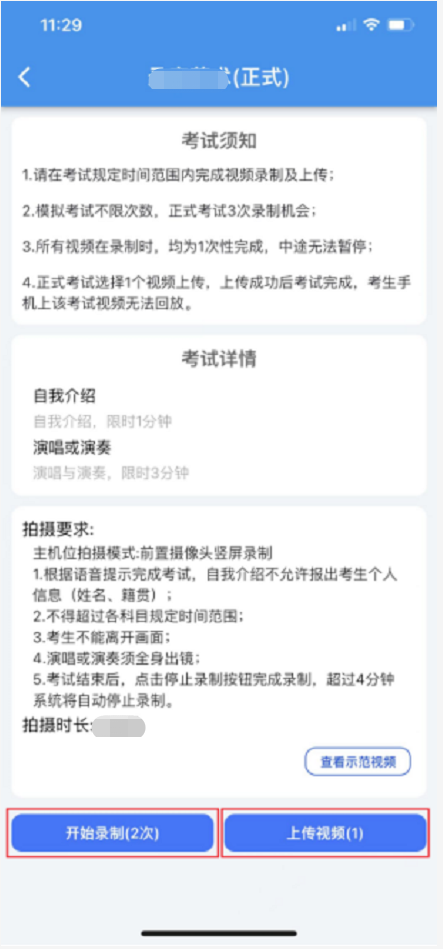 11:29
(正式)
考试须知
1.请在考试规定时间范围内完成视频录制及上传；
2.模拟考试不限次数，正式考试3次录制机会；
3.所有视频在录制时，均为1次性完成，中途无法暂停；
4.正式考试选择1个视频上传，上传成功后考试完成，考生手
机上该考试视频无法回放。
考试详情
自我介绍
自我介绍，限时1分钟
演唱或演奏
演唱与演奏，限时3分钟
拍摄要求:
主机位拍摄模式:前置摄像头竖屏录制
1.根据语音提示完成考试，自我介绍不允许报出考生个人
信息（姓名、籍贯）；
2.不得超过各科目规定时间范围；
3.考生不能离开画面；
4.演唱或演奏须全身出镜；
5.考试结束后，点击停止录制按钮完成录制，超过4分钟
系统将自动停止录制。
拍摄时长:
查看示范视频
开始录制(2次)
上传视频(1)